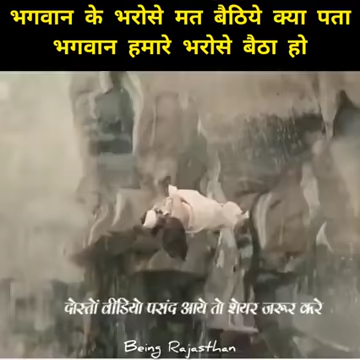 भगवान के भरोसे मत बैठिये क्या पता
भगवान हमारे भरोसे बैठा हो
दोस्तों वीडियो पसंद आये तो शेयर जरूर करे
Being Rajasthan